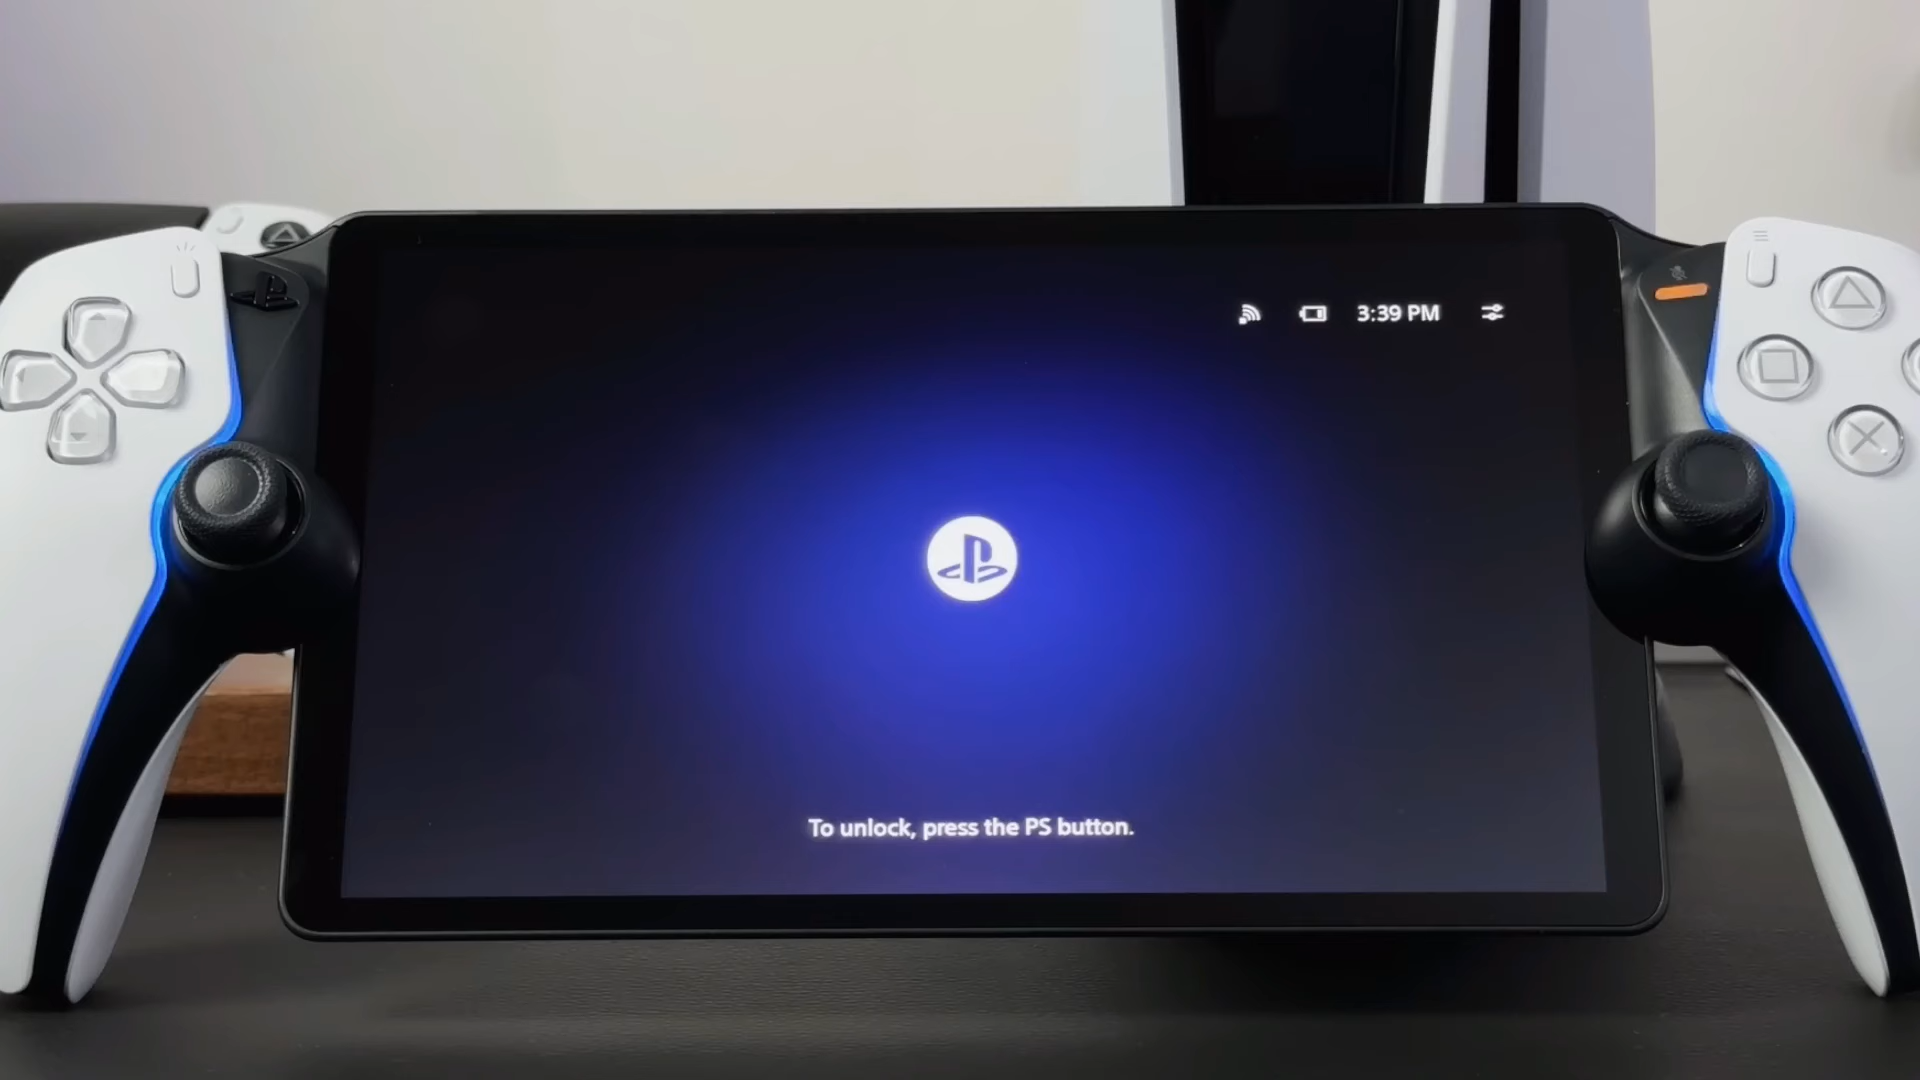 3:39 PM
To unlock, press the PS button.